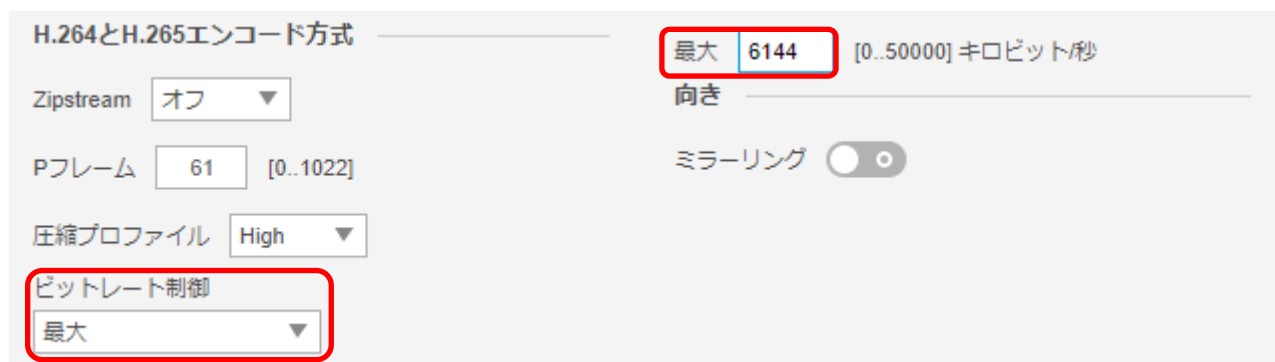 H.264とH.265エンコード方式
Zipstream オフ
Pフレーム 61 [0..1022]
圧縮プロファイル High
ビットレート制御
最大
最大 6144 [0..50000] キロビット/秒
向き
ミラーリング